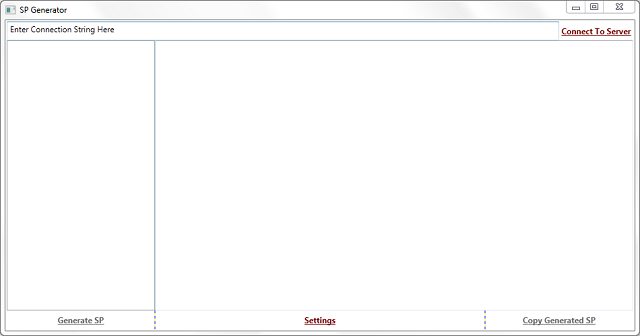 SP Generator
Enter Connection String Here
Connect To Server
Generate SP
Settings
Copy Generated SP